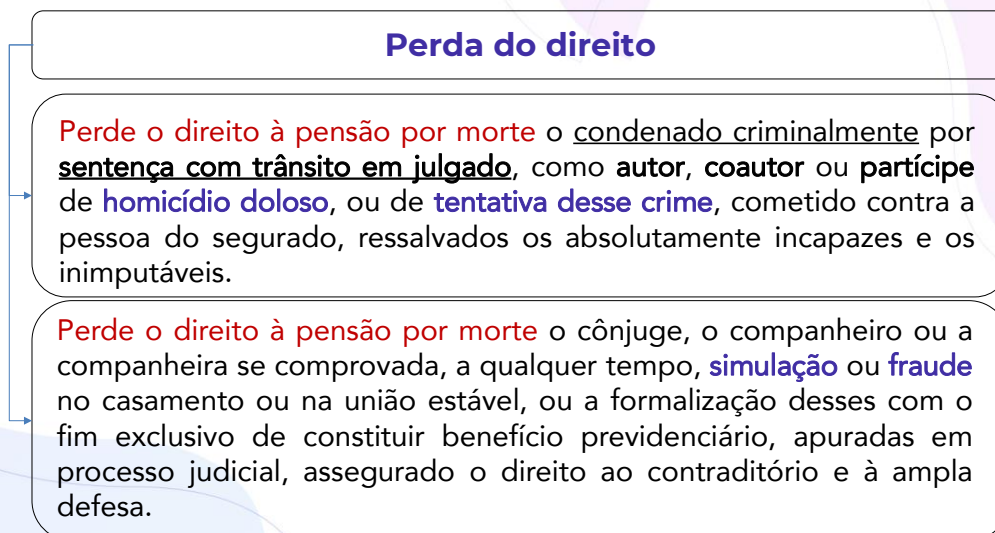 Perda do direito
Perde o direito à pensão por morte o condenado criminalmente por
sentença com trânsito em julgado, como autor, coautor ou partícipe
de homicídio doloso, ou de tentativa desse crime, cometido contra a
pessoa do segurado, ressalvados os absolutamente incapazes e os
inimputáveis.
Perde o direito à pensão por morte o cônjuge, o companheiro ou a
companheira se comprovada, a qualquer tempo, simulação ou fraude
no casamento ou na união estável, ou a formalização desses com o
fim exclusivo de constituir benefício previdenciário, apuradas em
processo judicial, assegurado o direito ao contraditório e à ampla
defesa.